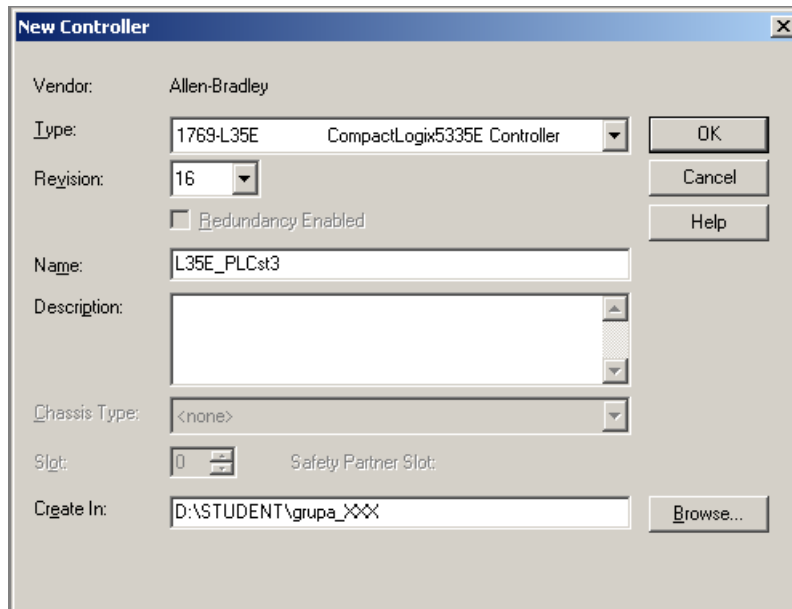 New Controller
Vendor: Allen-Bradley
Type: 1769-L35E CompactLogix5335E Controller OK
Revision: 16 Cancel
Redundancy Enabled Help
Name: L35E_PLCst3
Description:
Chassis Type: <none>
Slot: 0 Safety Partner Slot:
Create In: D:\STUDENT\grupa_XXX Browse...